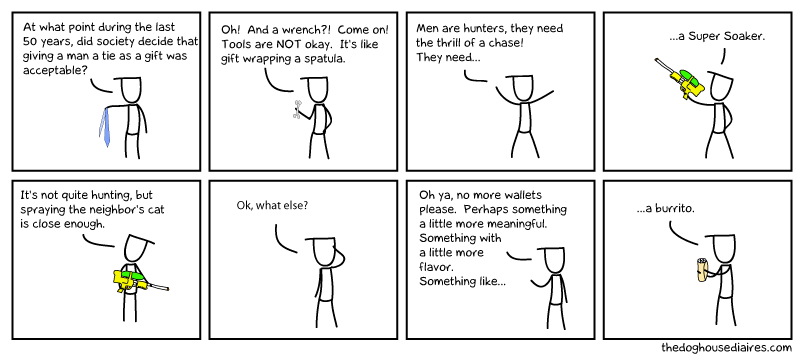 At what point during the last
50 years, did society decide that
giving a man a tie as a gift was
acceptable?
Oh! And a wrench?! Come on!
Tools are NOT okay. It's like
gift wrapping a spatula.
Men are hunters, they need
the thrill of a chase!
They need...
...a Super Soaker.
It's not quite hunting, but
spraying the neighbor's cat
is close enough.
Ok, what else?
Oh ya, no more wallets
please. Perhaps something
a little more meaningful.
Something with
a little more
flavor.
Something like...
...a burrito.
thedoghousediaires.com